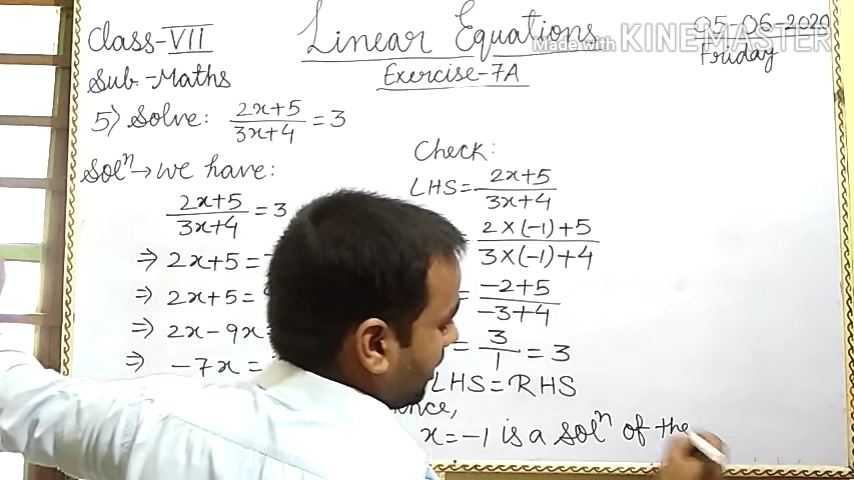 Class-VII
Linear Equations
05-06-2020
Made with KINEMASTER
Friday
Sub.-Maths
Exercise-7A
5) Solve: (2x+5)/(3x+4) = 3
Solⁿ → we have:
(2x+5)/(3x+4) = 3
⇒ 2x+5 =
⇒ 2x+5 =
⇒ 2x-9x
⇒ -7x =
Check:
LHS = (2x+5)/(3x+4)
(2×(-1)+5)/(3×(-1)+4)
= (-2+5)/(-3+4)
= 3/1 = 3
LHS = RHS
x = -1 is a solⁿ of the